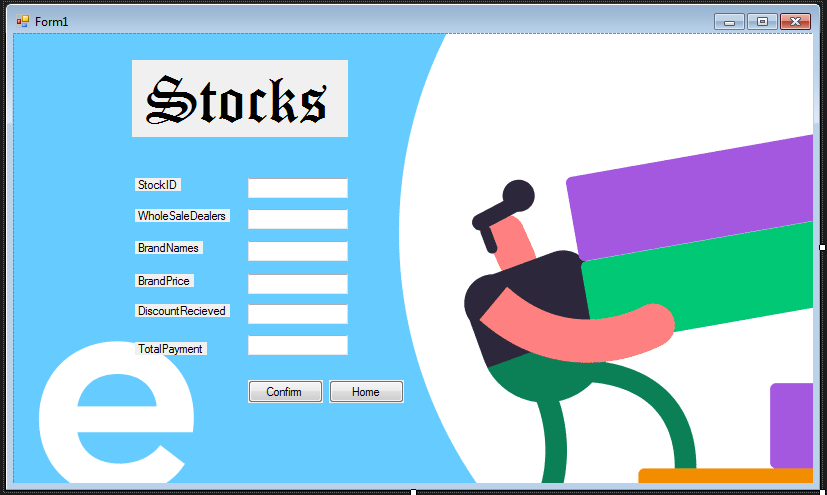 Form1
Stocks
StockID
WholeSaleDealers
BrandNames
BrandPrice
DiscountRecieved
TotalPayment
Confirm Home
e